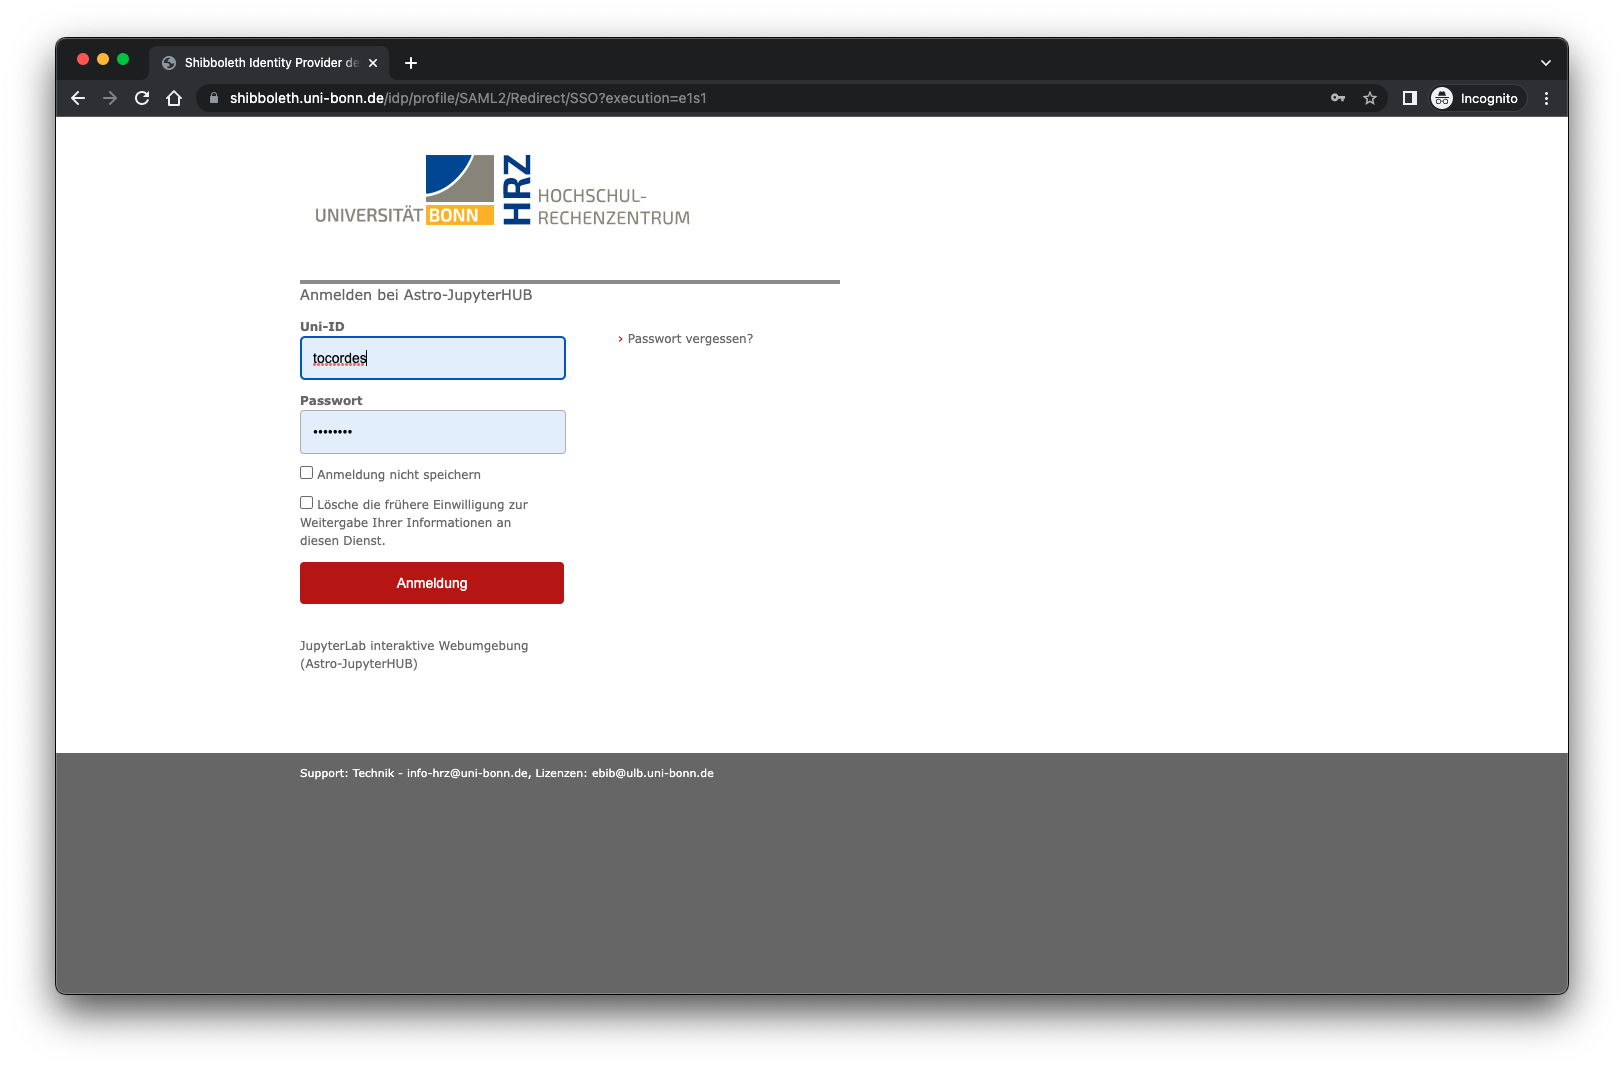 Shibboleth Identity Provider de
shibboleth.uni-bonn.de/idp/profile/SAML2/Redirect/SSO?execution=e1s1
Incognito
UNIVERSITÄT BONN
HRZ
HOCHSCHUL-
RECHENZENTRUM
Anmelden bei Astro-JupyterHUB
Uni-ID
tocordes
› Passwort vergessen?
Passwort
••••••••
Anmeldung nicht speichern
Lösche die frühere Einwilligung zur
Weitergabe Ihrer Informationen an
diesen Dienst.
Anmeldung
JupyterLab interaktive Webumgebung
(Astro-JupyterHUB)
Support: Technik - info-hrz@uni-bonn.de, Lizenzen: ebib@ulb.uni-bonn.de